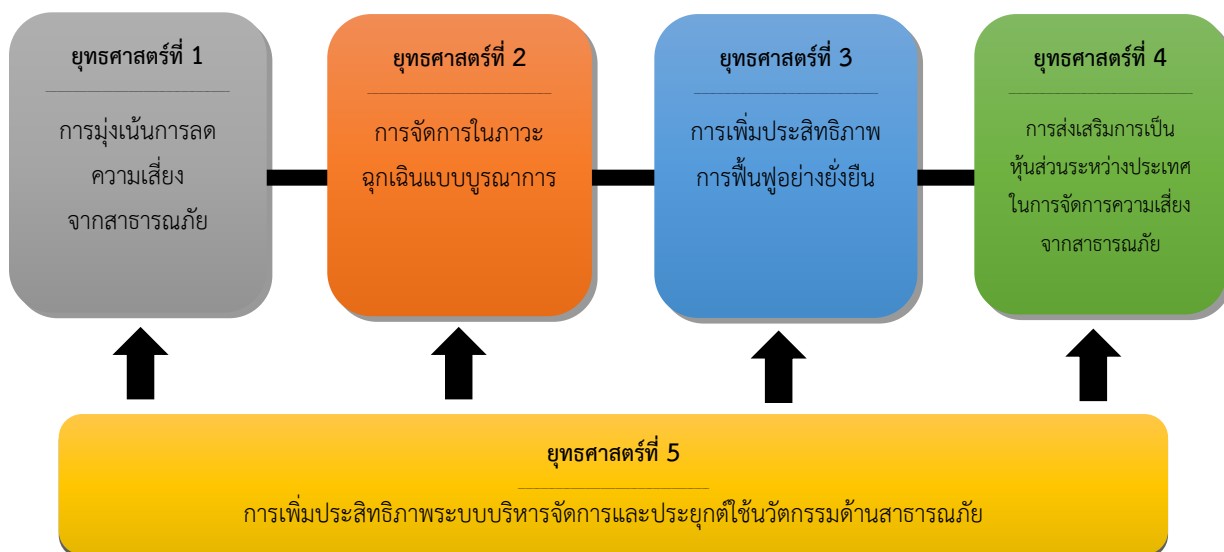 ยุทธศาสตร์ที่ 1
การมุ่งเน้นการลด
ความเสี่ยง
จากสาธารณภัย
ยุทธศาสตร์ที่ 2
การจัดการในภาวะ
ฉุกเฉินแบบบูรณาการ
ยุทธศาสตร์ที่ 3
การเพิ่มประสิทธิภาพ
การฟื้นฟูอย่างยั่งยืน
ยุทธศาสตร์ที่ 4
การส่งเสริมการเป็น
หุ้นส่วนระหว่างประเทศ
ในการจัดการความเสี่ยง
จากสาธารณภัย
ยุทธศาสตร์ที่ 5
การเพิ่มประสิทธิภาพระบบบริหารจัดการและประยุกต์ใช้นวัตกรรมด้านสาธารณภัย